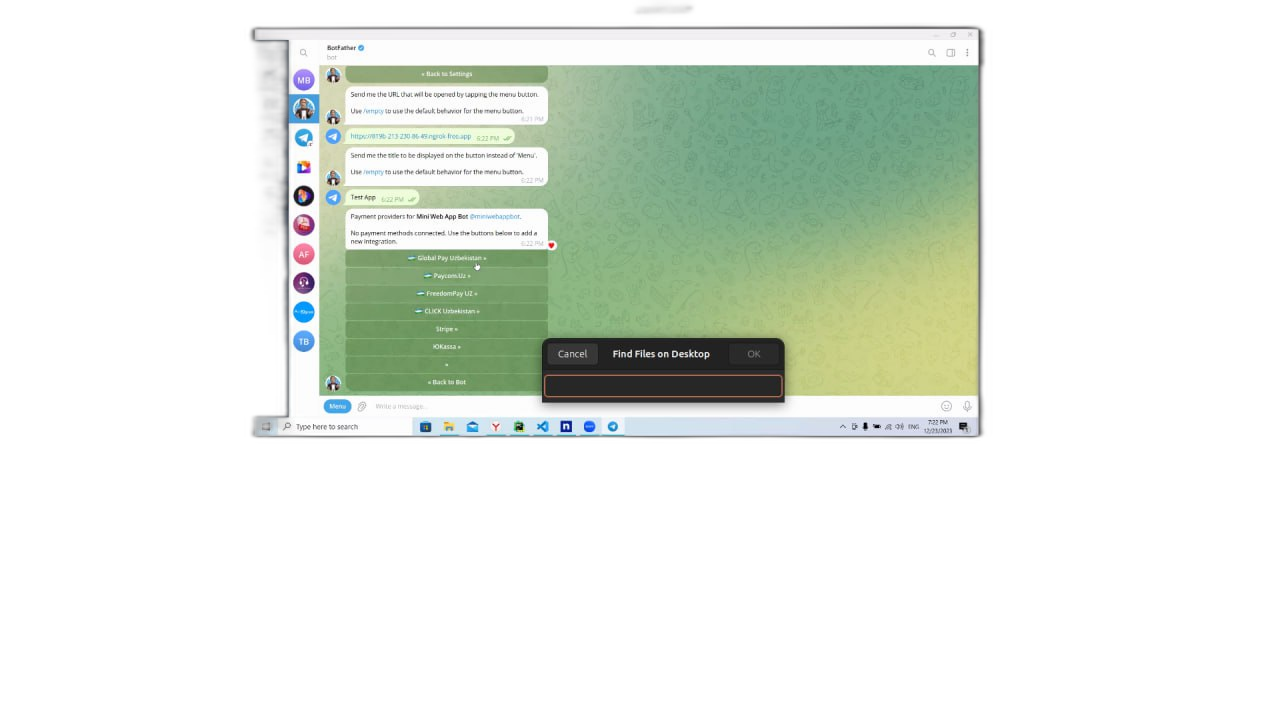 BotFather
bot
MB
« Back to Settings
Send me the URL that will be opened by tapping the menu button.
Use /empty to use the default behavior for the menu button.
6:21 PM
https://819b-213-230-86-49.ngrok-free.app 6:22 PM
Send me the title to be displayed on the button instead of 'Menu'.
Use /empty to use the default behavior for the menu button.
6:22 PM
Test App 6:22 PM
Payment providers for Mini Web App Bot @miniwebappbot.
No payment methods connected. Use the buttons below to add a
new integration.
6:22 PM
AF
Global Pay Uzbekistan »
Paycom.Uz »
FreedomPay UZ »
CLICK Uzbekistan »
Stripe »
ЮKassa »
»
« Back to Bot
TB
Cancel
Find Files on Desktop
OK
Menu
Write a message...
Type here to search
ENG
7:22 PM
12/23/2023